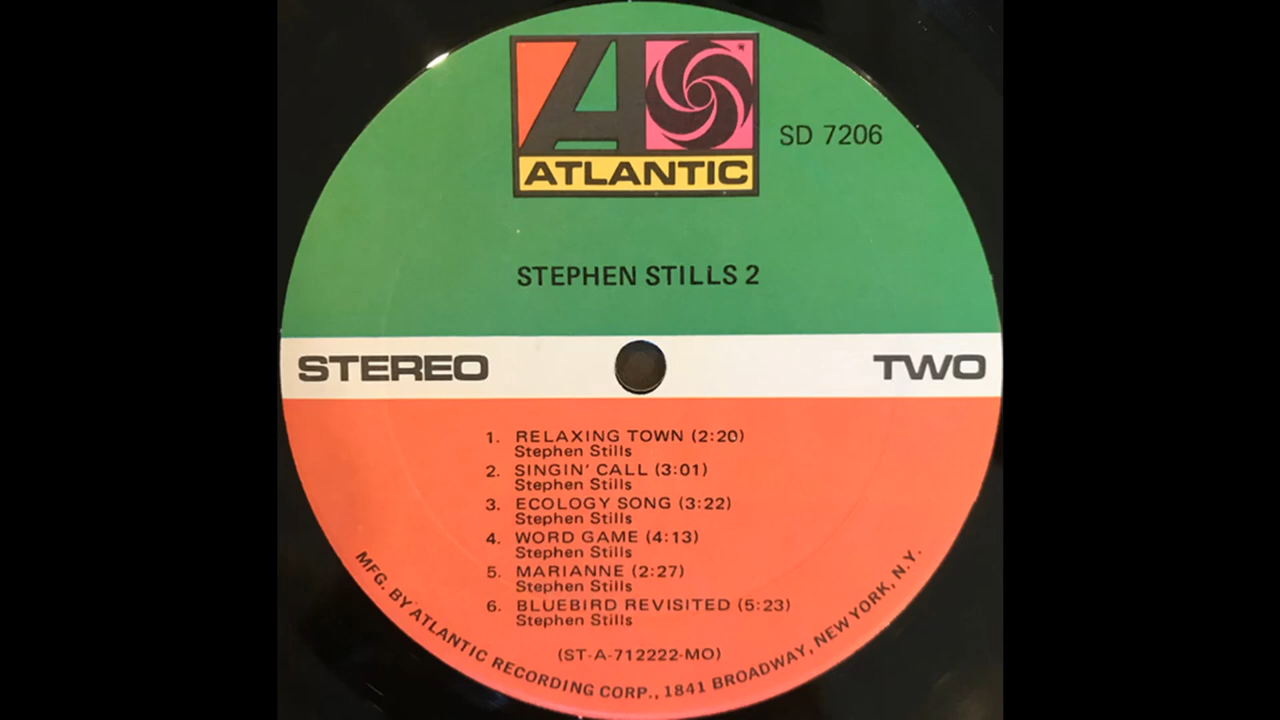 ATLANTIC
SD 7206
STEPHEN STILLS 2
STEREO
TWO
1. RELAXING TOWN (2:20)
Stephen Stills
2. SINGIN' CALL (3:01)
Stephen Stills
3. ECOLOGY SONG (3:22)
Stephen Stills
4. WORD GAME (4:13)
Stephen Stills
5. MARIANNE (2:27)
Stephen Stills
6. BLUEBIRD REVISITED (5:23)
Stephen Stills
(ST-A-712222-MO)
MFG. BY ATLANTIC RECORDING CORP., 1841 BROADWAY, NEW YORK, N.Y.